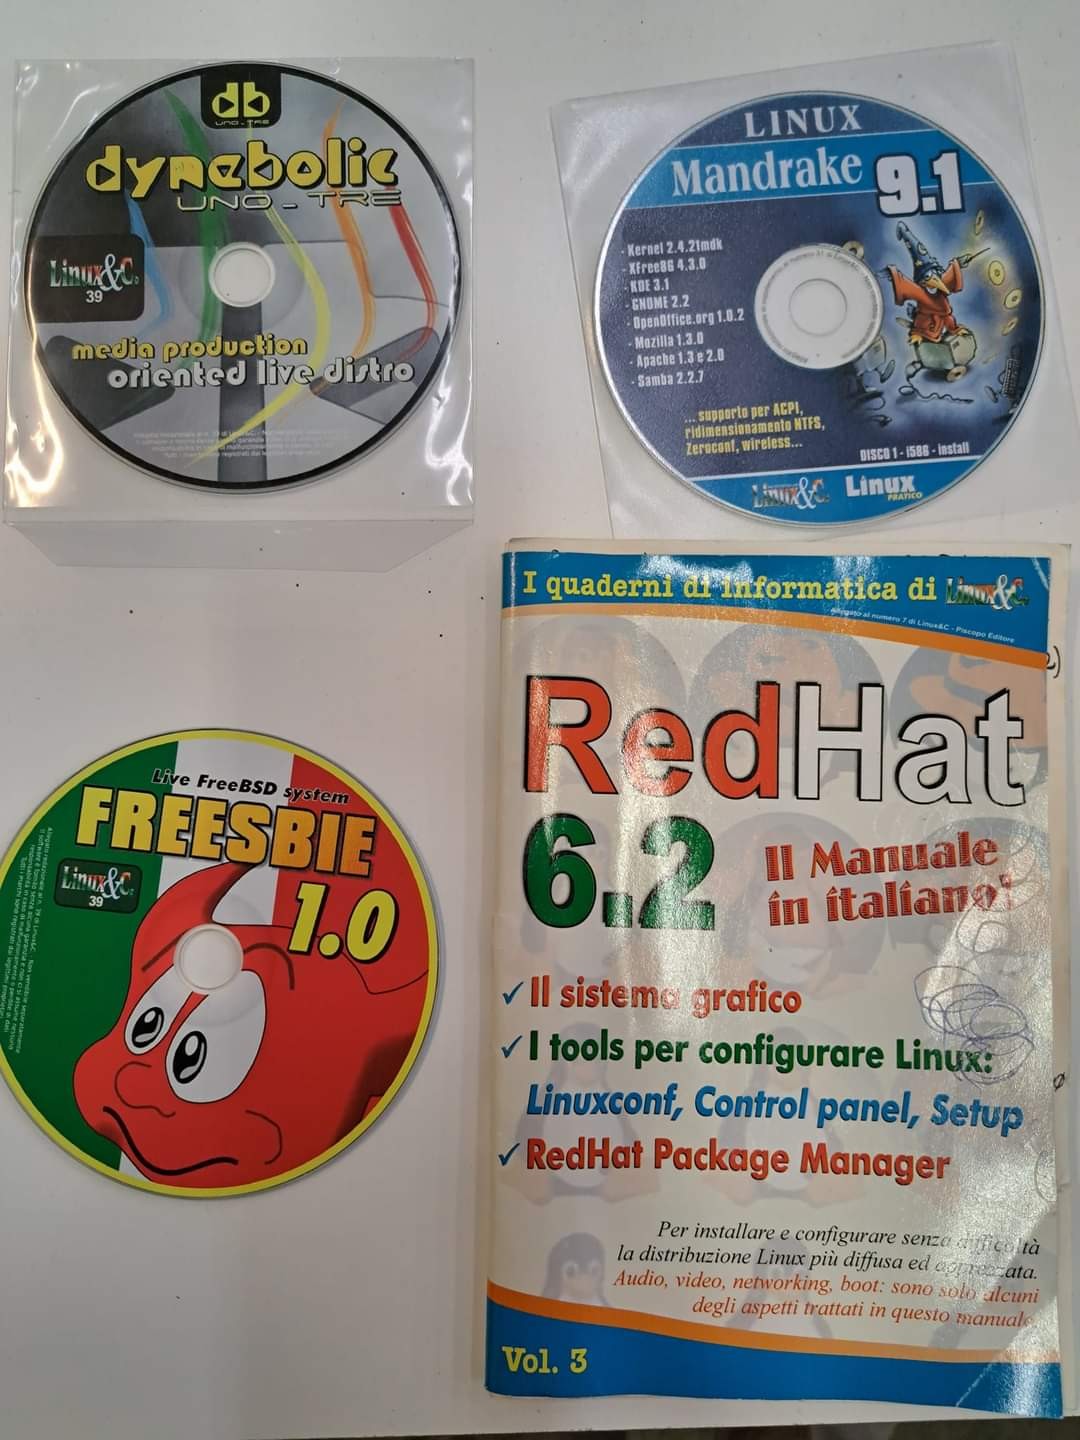 db
UNO_TRE
dynebolic
UNO_TRE
Linux&C.
39
media production
oriented live distro
LINUX
Mandrake 9.1
- Kernel 2.4.21mdk
- XFree86 4.3.0
- KDE 3.1
- GNOME 2.2
- OpenOffice.org 1.0.2
- Mozilla 1.3.0
- Apache 1.3 e 2.0
- Samba 2.2.7
... supporto per ACPI,
ridimensionamento NTFS,
Zeroconf, wireless...
DISCO 1 - i586 - install
Linux&C.
Linux
PRATICO
Live FreeBSD system
FREESBIE
1.0
Linux&C.
39
I quaderni di informatica di Linux&C.
Allegato al numero 7 di Linux&C - Piscopo Editore
RedHat
6.2
Il Manuale
in italiano!
✓ Il sistema grafico
✓ I tools per configurare Linux:
Linuxconf, Control panel, Setup
✓ RedHat Package Manager
Per installare e configurare senza difficoltà
la distribuzione Linux più diffusa ed apprezzata.
Audio, video, networking, boot: sono solo alcuni
degli aspetti trattati in questo manuale.
Vol. 3